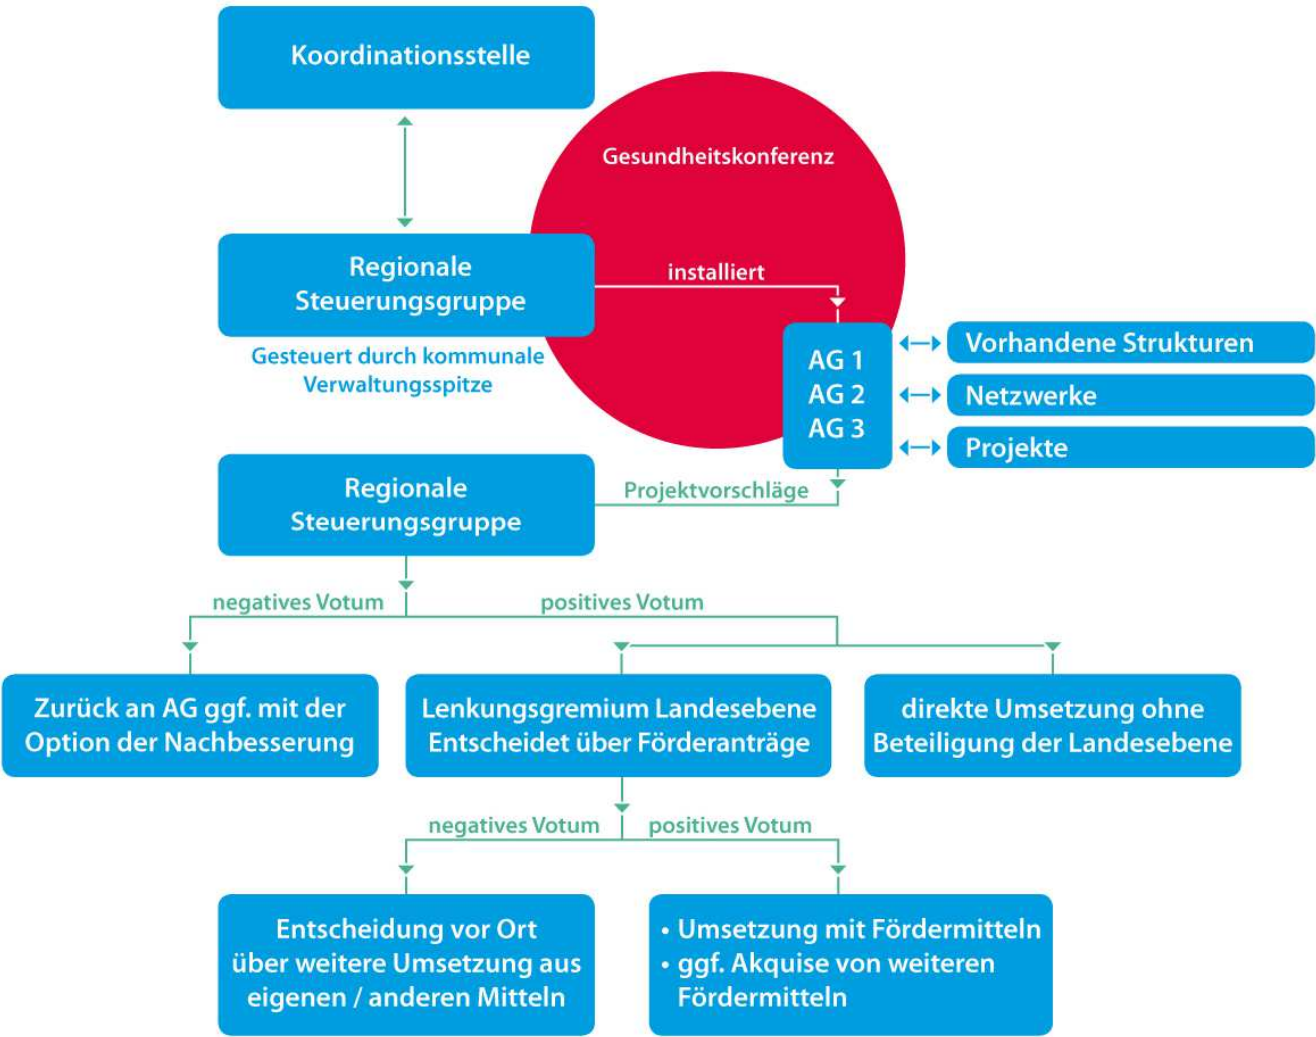 Koordinationsstelle
Gesundheitskonferenz
Regionale
Steuerungsgruppe
installiert
Gesteuert durch kommunale
Verwaltungsspitze
AG 1
AG 2
AG 3
Vorhandene Strukturen
Netzwerke
Projekte
Regionale
Steuerungsgruppe
Projektvorschläge
negatives Votum
positives Votum
Zurück an AG ggf. mit der
Option der Nachbesserung
Lenkungsgremium Landesebene
Entscheidet über Förderanträge
direkte Umsetzung ohne
Beteiligung der Landesebene
negatives Votum
positives Votum
Entscheidung vor Ort
über weitere Umsetzung aus
eigenen / anderen Mitteln
• Umsetzung mit Fördermitteln
• ggf. Akquise von weiteren
Fördermitteln